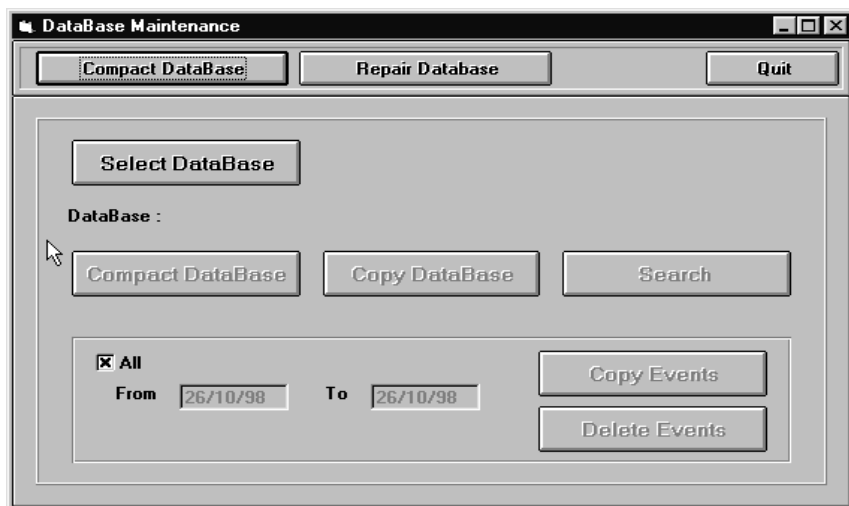 DataBase Maintenance
Compact DataBase Repair Database Quit
Select DataBase
DataBase :
Compact DataBase Copy DataBase Search
All
From 26/10/98 To 26/10/98
Copy Events
Delete Events